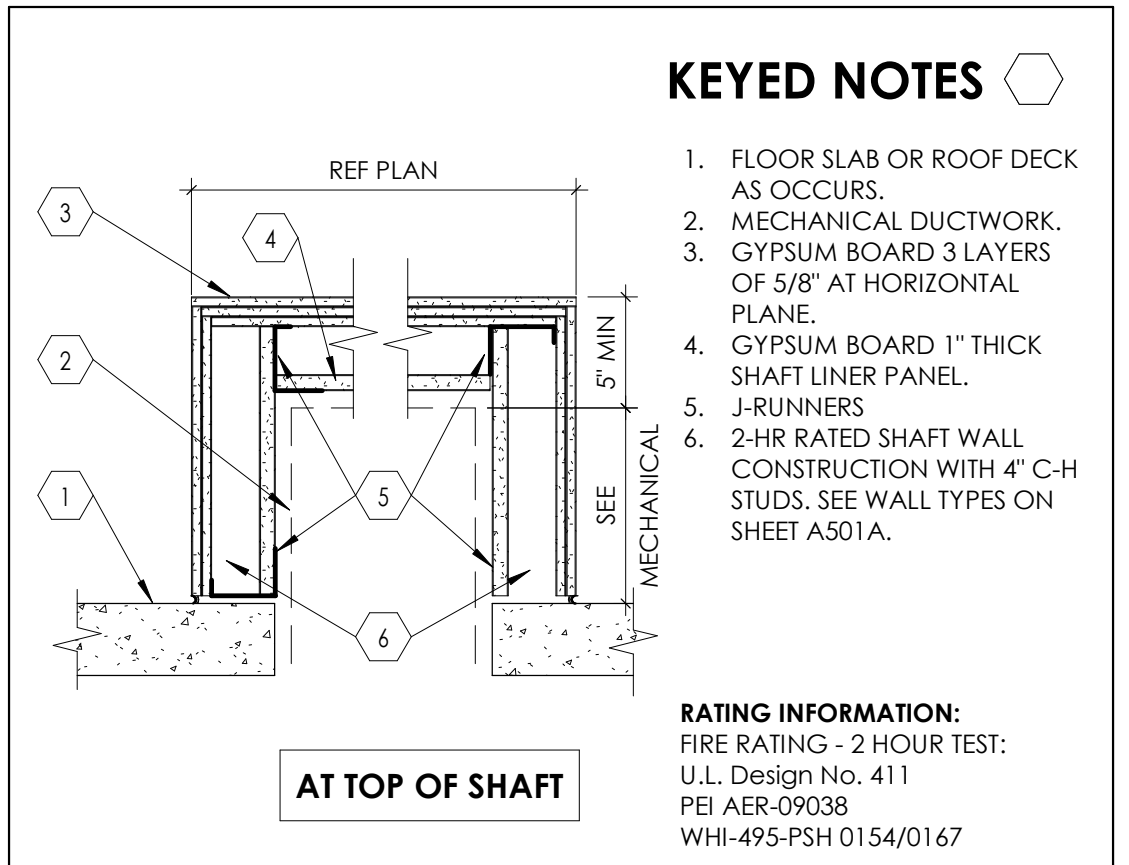 KEYED NOTES
1. FLOOR SLAB OR ROOF DECK
AS OCCURS.
2. MECHANICAL DUCTWORK.
3. GYPSUM BOARD 3 LAYERS
OF 5/8" AT HORIZONTAL
PLANE.
4. GYPSUM BOARD 1" THICK
SHAFT LINER PANEL.
5. J-RUNNERS
6. 2-HR RATED SHAFT WALL
CONSTRUCTION WITH 4" C-H
STUDS. SEE WALL TYPES ON
SHEET A501A.
REF PLAN
3
4
2
1
5
6
5" MIN
SEE
MECHANICAL
AT TOP OF SHAFT
RATING INFORMATION:
FIRE RATING - 2 HOUR TEST:
U.L. Design No. 411
PEI AER-09038
WHI-495-PSH 0154/0167